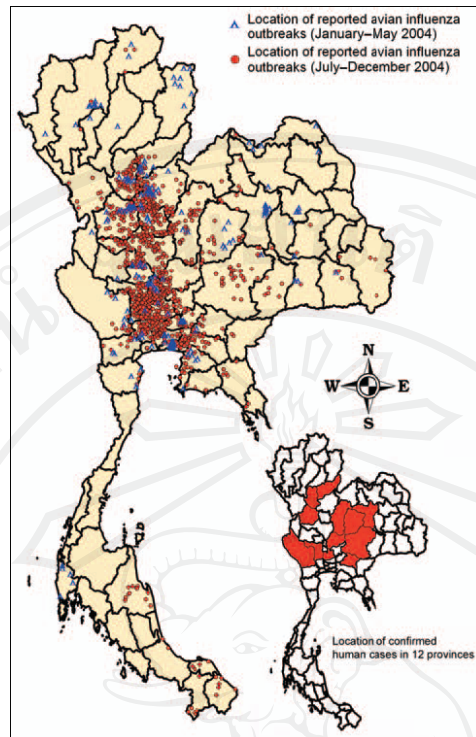 Location of reported avian influenza
outbreaks (January–May 2004)
Location of reported avian influenza
outbreaks (July–December 2004)
N
W E
S
Location of confirmed
human cases in 12 provinces